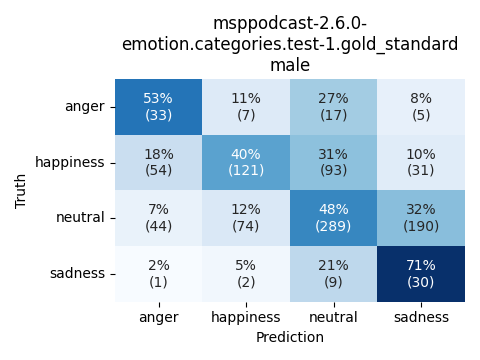 msppodcast-2.6.0-
emotion.categories.test-1.gold_standard
male
Truth
anger
53% 11% 27% 8%
(33) (7) (17) (5)
happiness
18% 40% 31% 10%
(54) (121) (93) (31)
neutral
7% 12% 48% 32%
(44) (74) (289) (190)
sadness
2% 5% 21% 71%
(1) (2) (9) (30)
anger happiness neutral sadness
Prediction